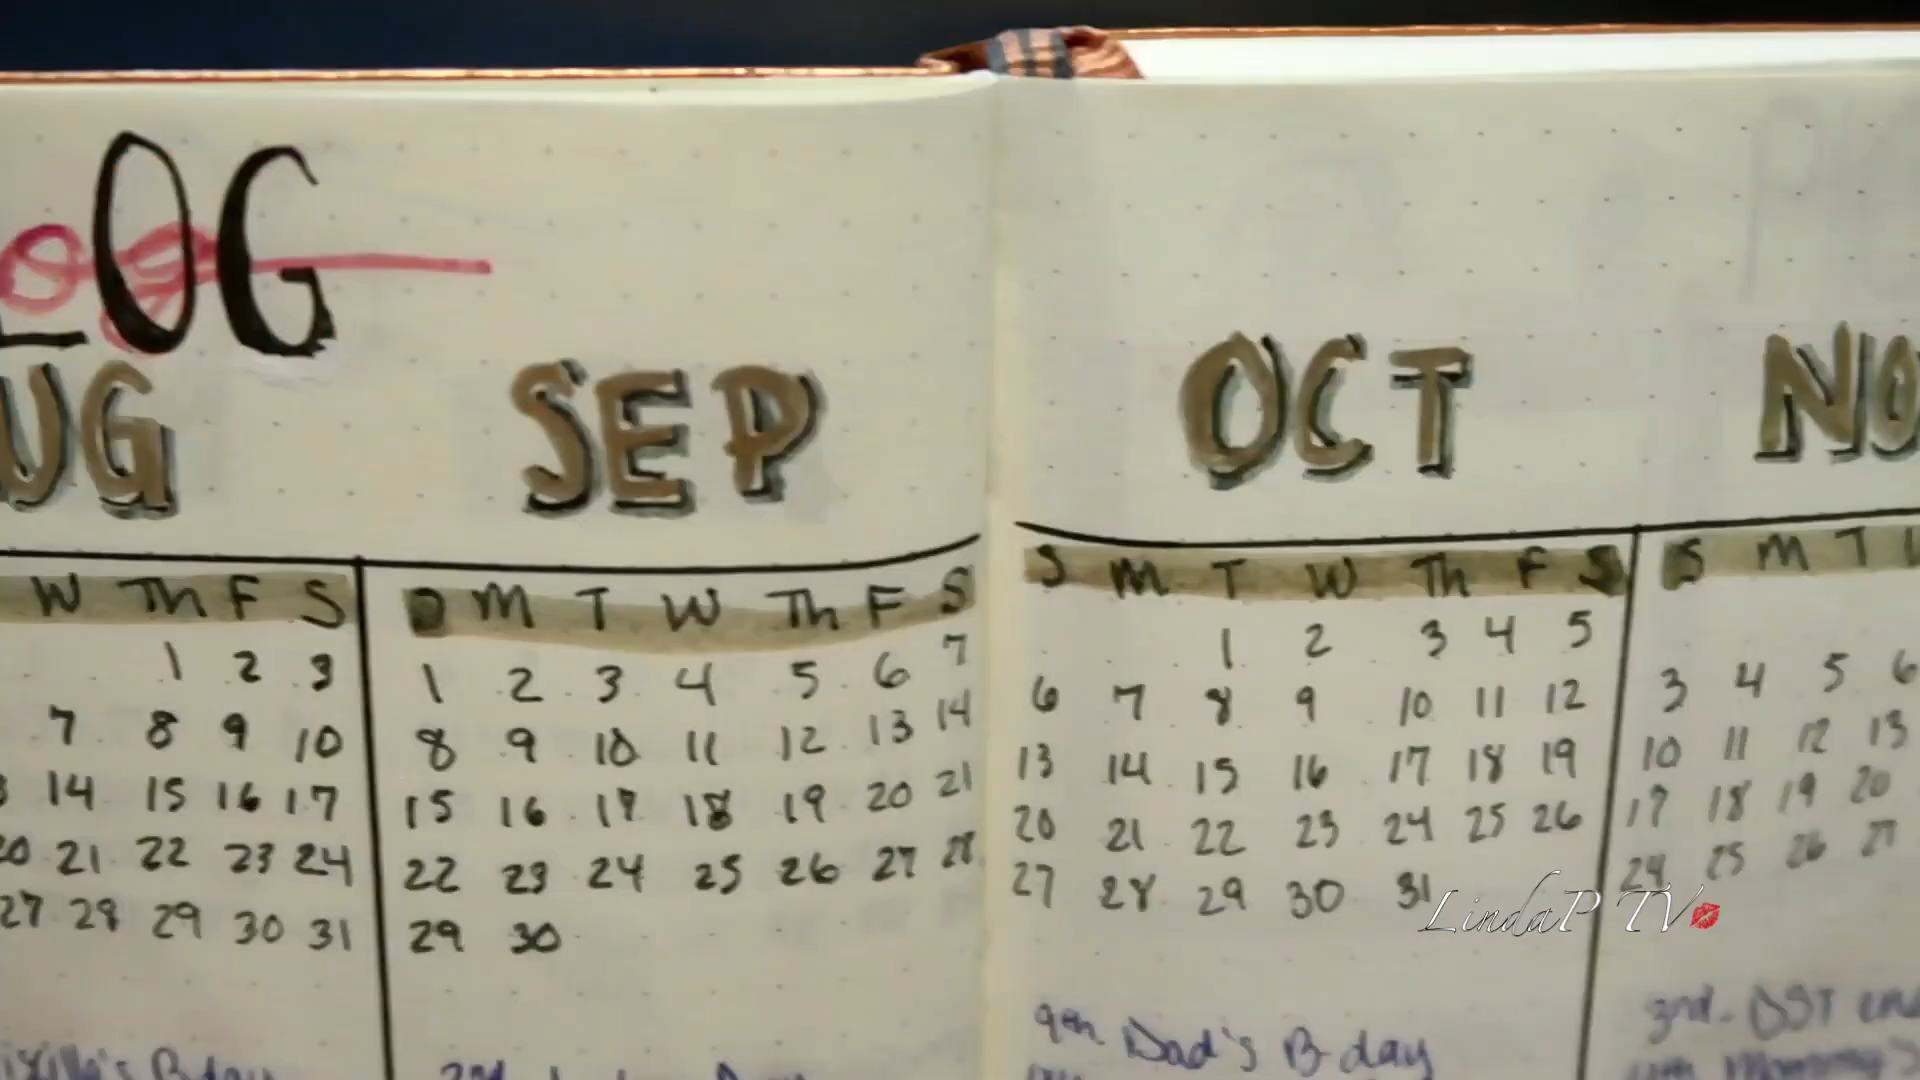 LOG
UG SEP OCT NO
W Th F S
1 2 3
7 8 9 10
14 15 16 17
20 21 22 23 24
27 28 29 30 31
S M T W Th F S
1 2 3 4 5 6 7
8 9 10 11 12 13 14
15 16 17 18 19 20 21
22 23 24 25 26 27 28
29 30
S M T W Th F S
1 2 3 4 5
6 7 8 9 10 11 12
13 14 15 16 17 18 19
20 21 22 23 24 25 26
27 28 29 30 31
9th Dad's B-day
S M T
3 4 5 6
10 11 12 13
17 18 19 20
24 25 26 27
DST
Mommy's
B-day
LindaP TV